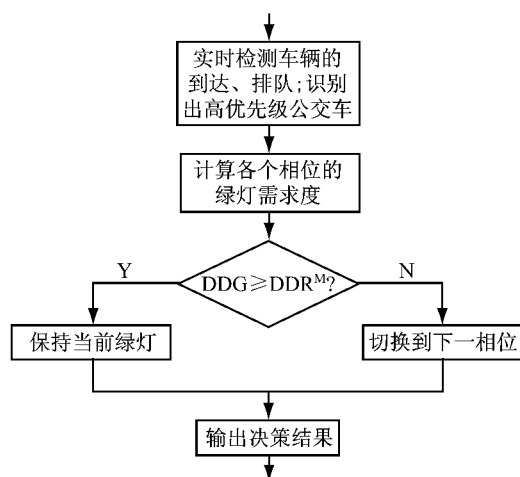 实时检测车辆的
到达、排队;识别
出高优先级公交车
计算各个相位的
绿灯需求度
DDG≥DDRᴹ?
Y
N
保持当前绿灯
切换到下一相位
输出决策结果